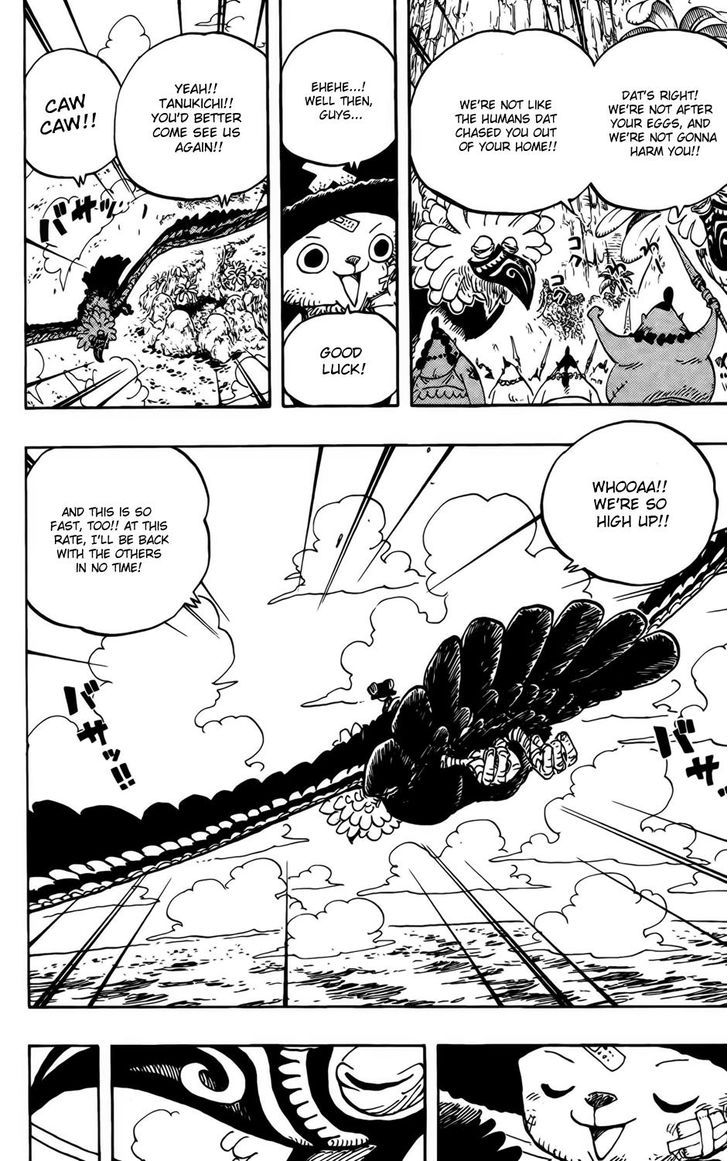 DAT'S RIGHT!
WE'RE NOT AFTER
YOUR EGGS, AND
WE'RE NOT GONNA
HARM YOU!!
WE'RE NOT LIKE
THE HUMANS DAT
CHASED YOU OUT
OF YOUR HOME!!
コク
コク
EHEHE...!
WELL THEN,
GUYS...
GOOD
LUCK!
YEAH!!
TANUKICHI!!
YOU'D BETTER
COME SEE US
AGAIN!!
CAW
CAW!!
バサッ
WHOOAA!!
WE'RE SO
HIGH UP!!
AND THIS IS SO
FAST, TOO!! AT THIS
RATE, I'LL BE BACK
WITH THE OTHERS
IN NO TIME!
バサッ
バサッ!!